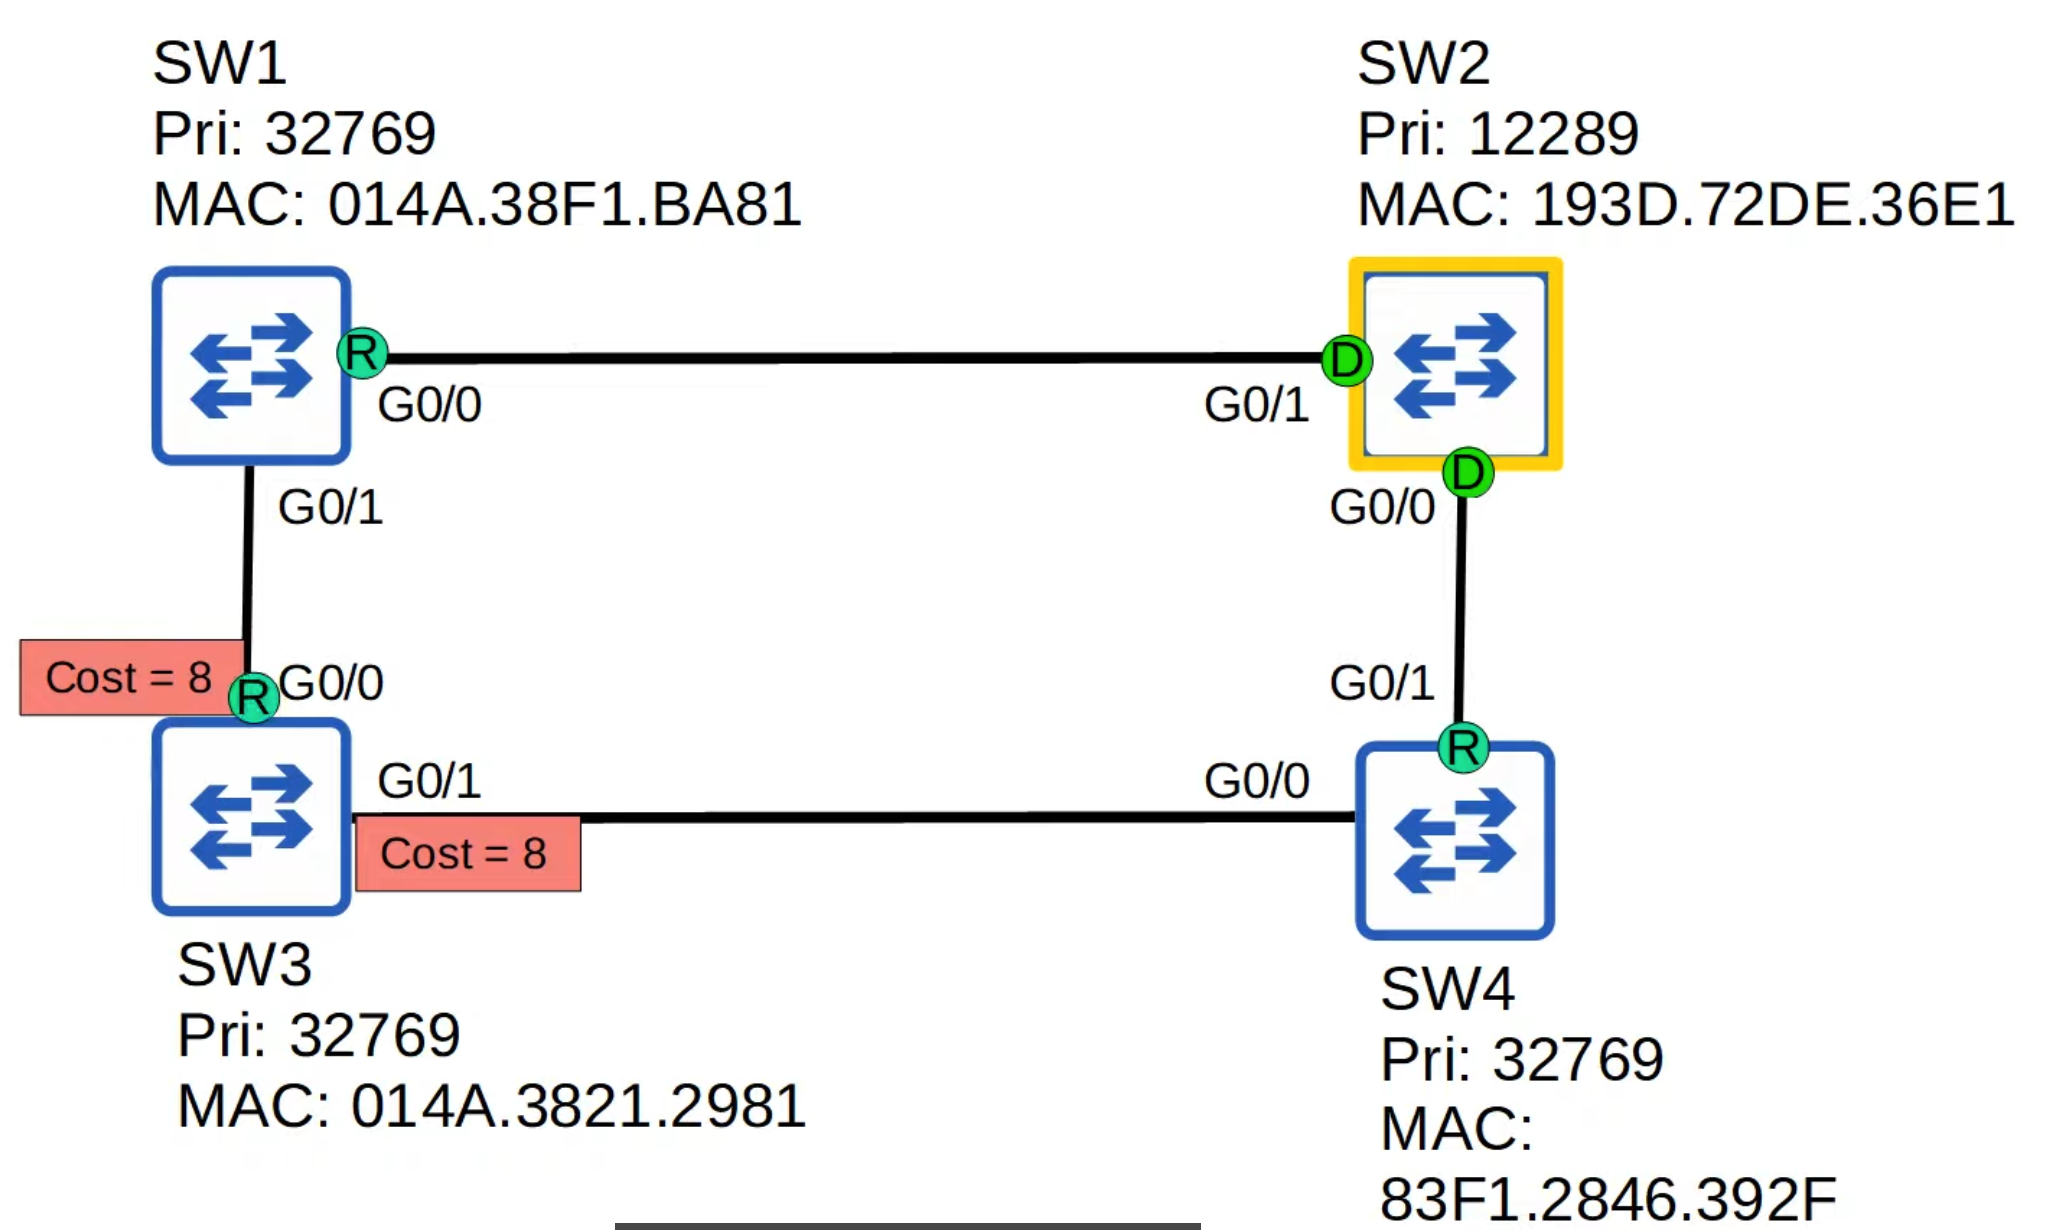 SW1
Pri: 32769
MAC: 014A.38F1.BA81
SW2
Pri: 12289
MAC: 193D.72DE.36E1
R
G0/0
D
G0/1
D
G0/0
G0/1
Cost = 8
R
G0/0
G0/1
R
G0/1
Cost = 8
G0/0
SW3
Pri: 32769
MAC: 014A.3821.2981
SW4
Pri: 32769
MAC:
83F1.2846.392F